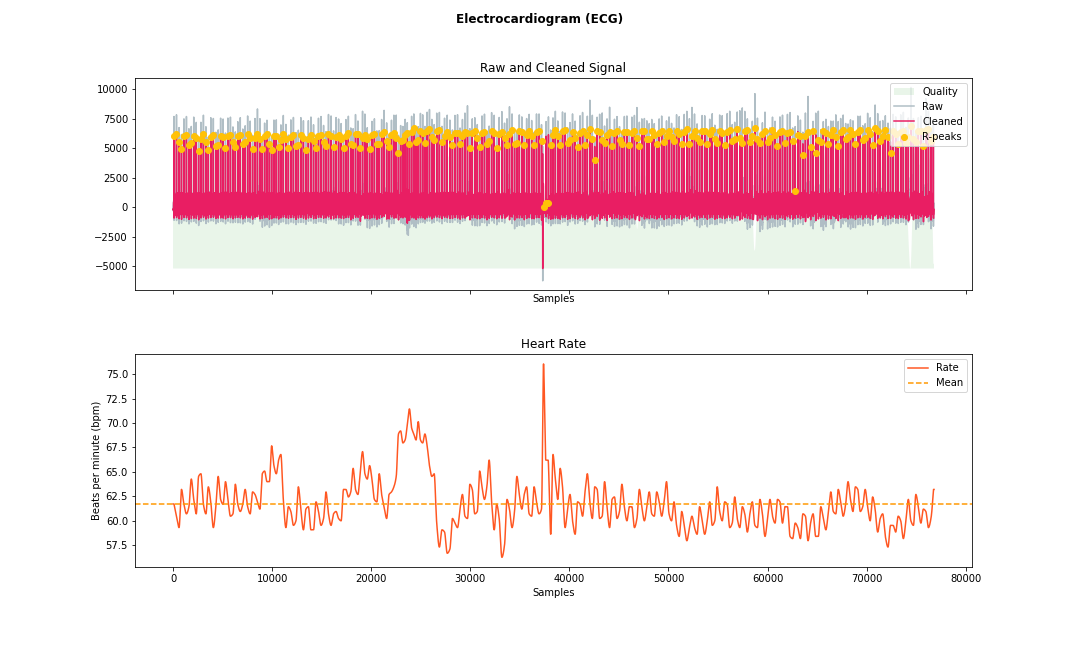 Electrocardiogram (ECG)
Raw and Cleaned Signal
10000
7500
5000
2500
0
−2500
−5000
Quality
Raw
Cleaned
R-peaks
Samples
Heart Rate
75.0
72.5
70.0
67.5
65.0
62.5
60.0
57.5
Beats per minute (bpm)
Rate
Mean
0 10000 20000 30000 40000 50000 60000 70000 80000
Samples